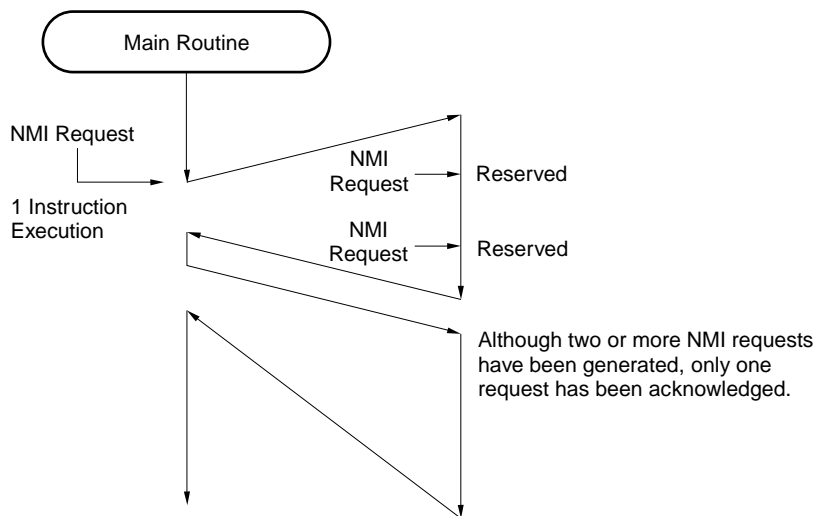 Main Routine
NMI Request
1 Instruction
Execution
NMI
Request
Reserved
NMI
Request
Reserved
Although two or more NMI requests
have been generated, only one
request has been acknowledged.